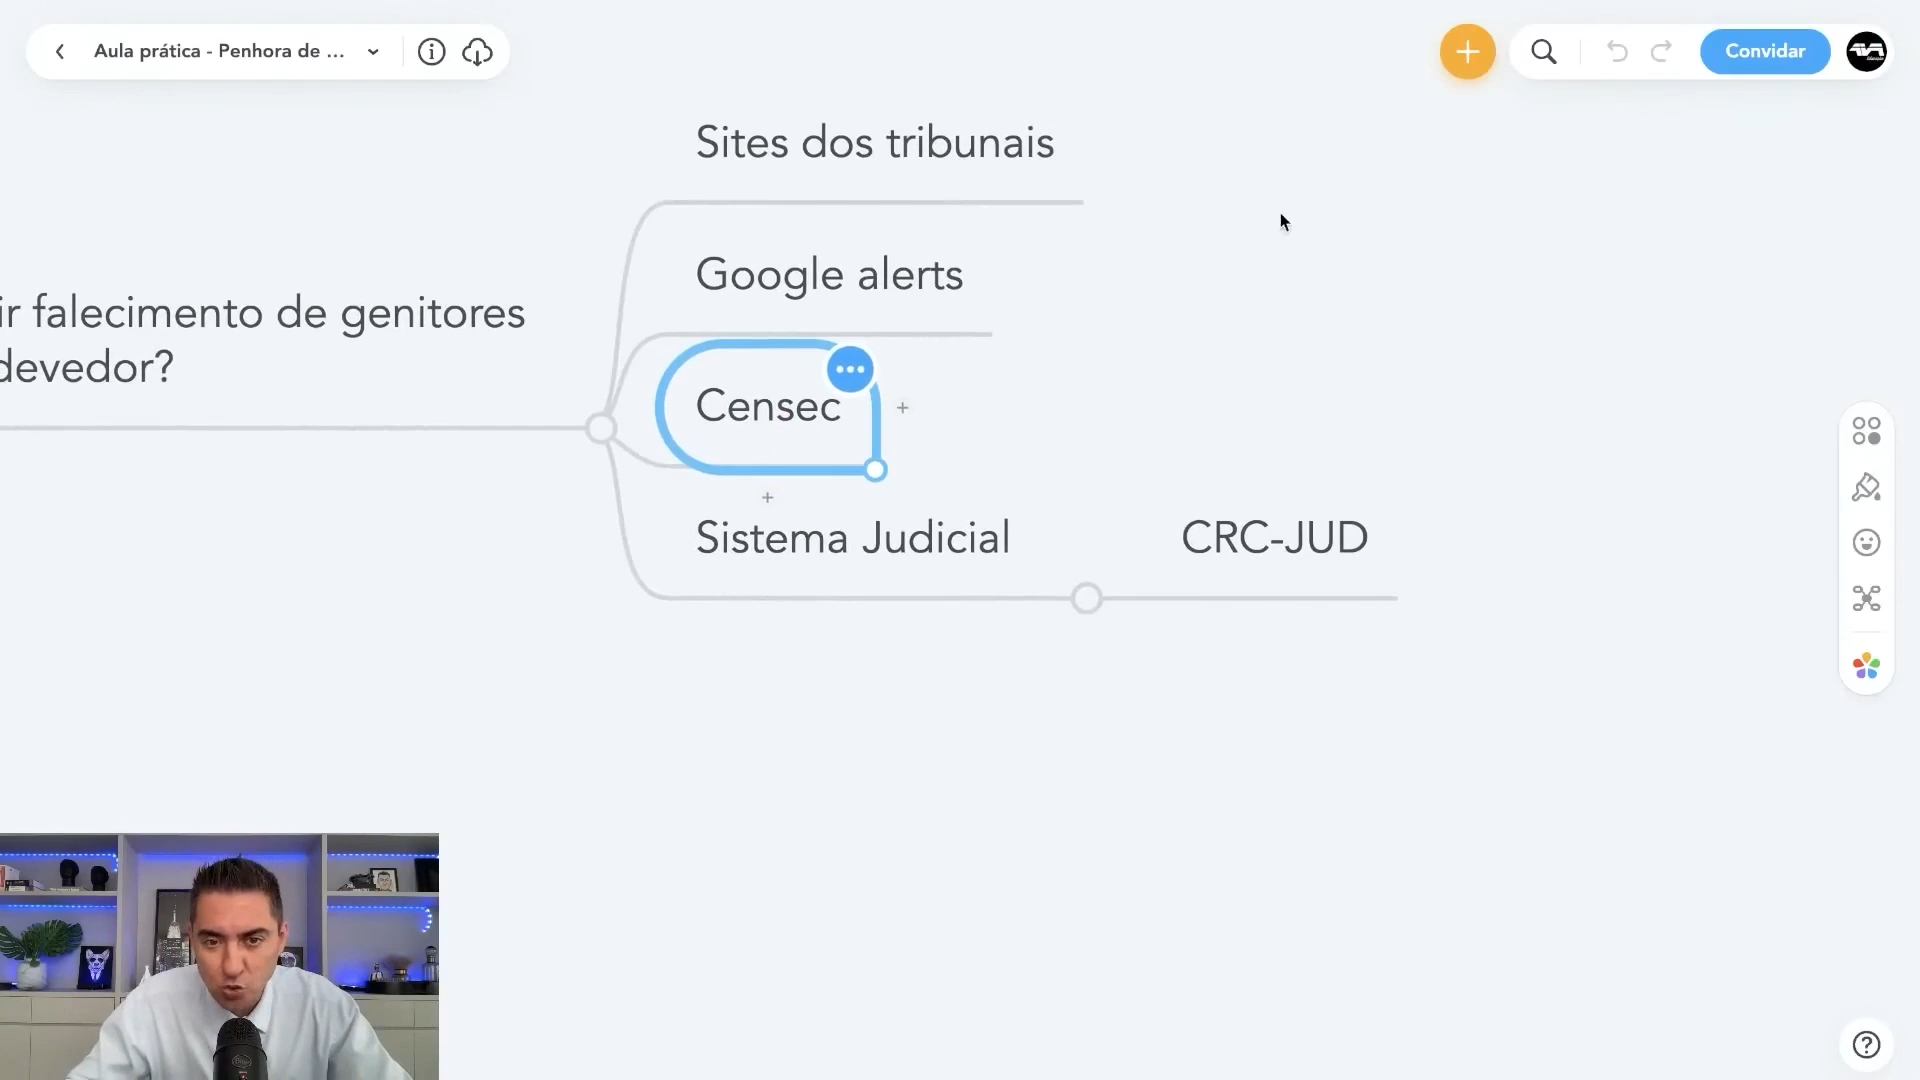 Aula prática - Penhora de ...
Convidar
Sites dos tribunais
Google alerts
ir falecimento de genitores
devedor?
Censec
Sistema Judicial
CRC-JUD